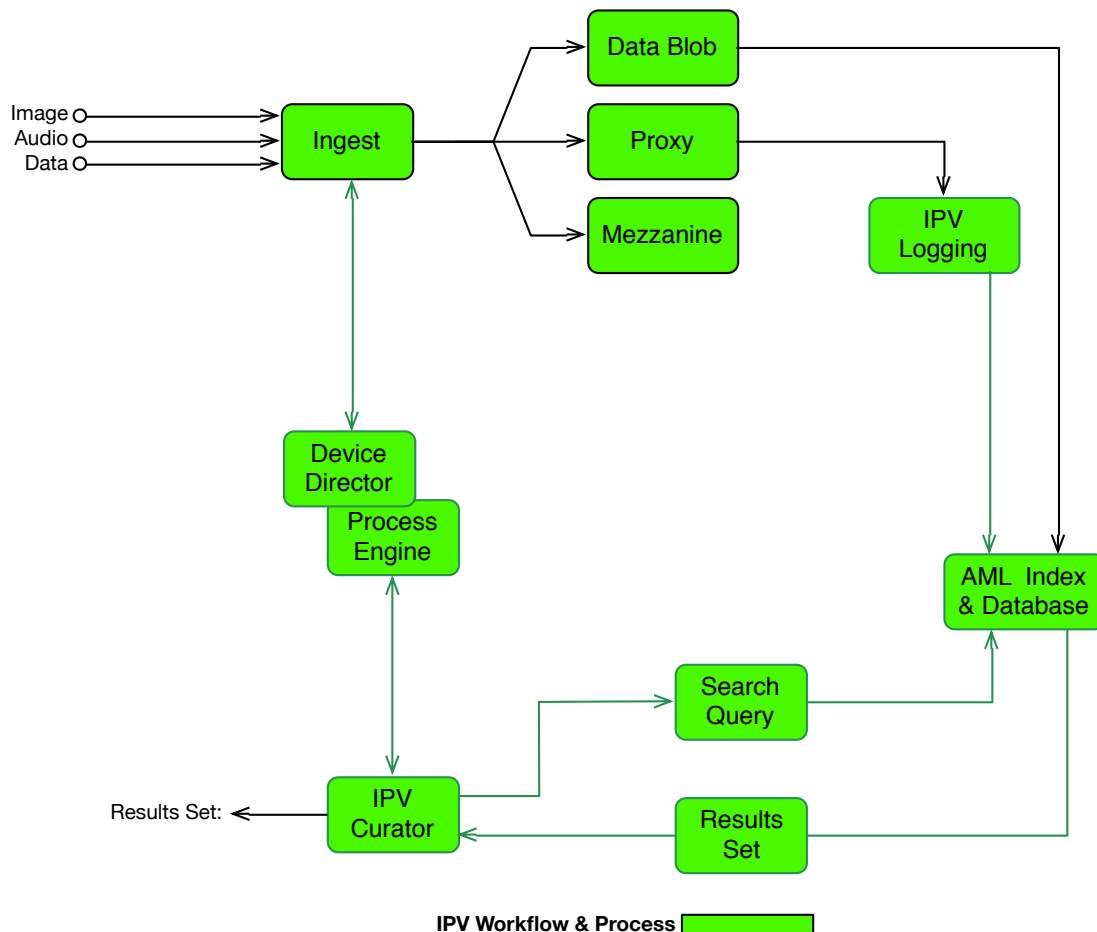 Data Blob
Image
Audio
Data
Ingest
Proxy
Mezzanine
IPV
Logging
Device
Director
Process
Engine
AML Index
& Database
Search
Query
Results Set:
IPV
Curator
Results
Set
IPV Workflow & Process